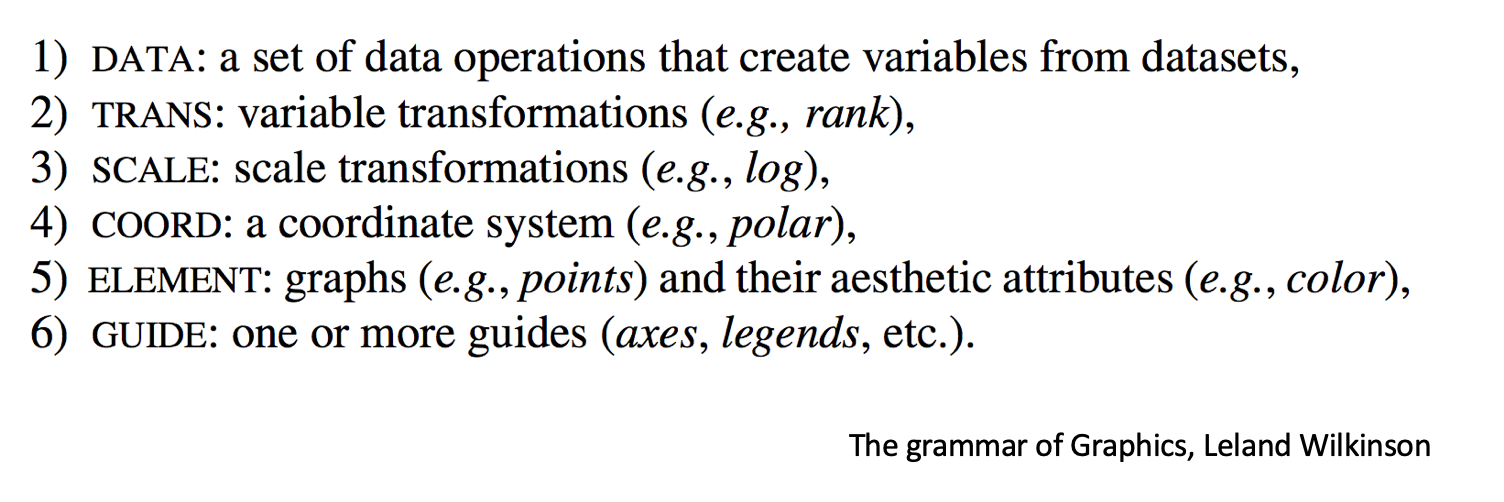 1) DATA: a set of data operations that create variables from datasets,
2) TRANS: variable transformations (e.g., rank),
3) SCALE: scale transformations (e.g., log),
4) COORD: a coordinate system (e.g., polar),
5) ELEMENT: graphs (e.g., points) and their aesthetic attributes (e.g., color),
6) GUIDE: one or more guides (axes, legends, etc.).
The grammar of Graphics, Leland Wilkinson